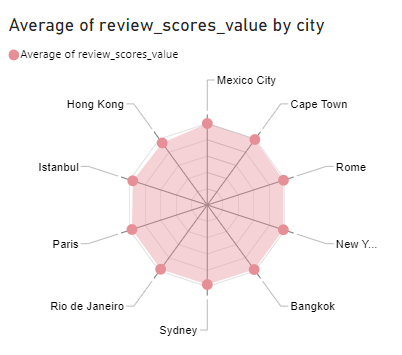 Average of review_scores_value by city
Average of review_scores_value
Mexico City
Hong Kong
Cape Town
Istanbul
Rome
Paris
New Y...
Rio de Janeiro
Bangkok
Sydney